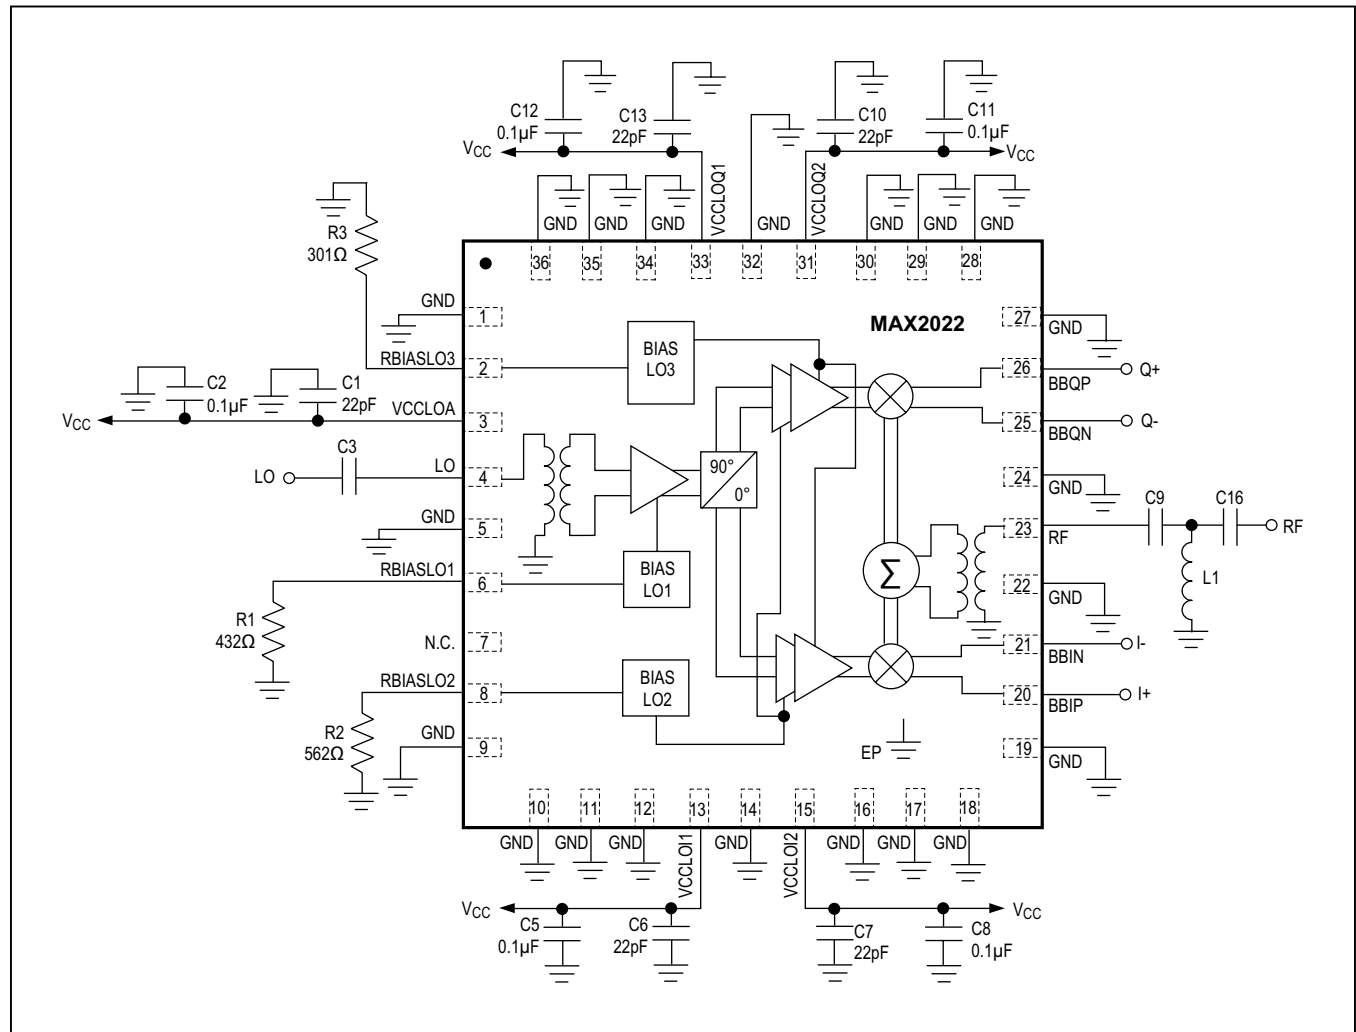 C12
0.1µF
C13
22pF
C10
22pF
C11
0.1µF
VCC
VCC
VCCLOQ1
VCCLOQ2
GND
GND
GND
GND
GND
GND
GND
R3
301Ω
36
35
34
33
32
31
30
29
28
MAX2022
GND
1
27
GND
RBIASLO3
2
BIAS
LO3
26
BBQP
Q+
C2
0.1µF
C1
22pF
VCC
VCCLOA
3
25
BBQN
Q-
C3
LO
LO
4
90°
0°
24
GND
GND
5
23
RF
C9
C16
RF
L1
RBIASLO1
6
BIAS
LO1
Σ
22
GND
R1
432Ω
N.C.
7
21
BBIN
I-
RBIASLO2
8
BIAS
LO2
20
BBIP
I+
R2
562Ω
GND
9
EP
19
GND
10
11
12
13
14
15
16
17
18
GND
GND
GND
VCCLOI1
GND
VCCLOI2
GND
GND
GND
VCC
VCC
C5
0.1µF
C6
22pF
C7
22pF
C8
0.1µF